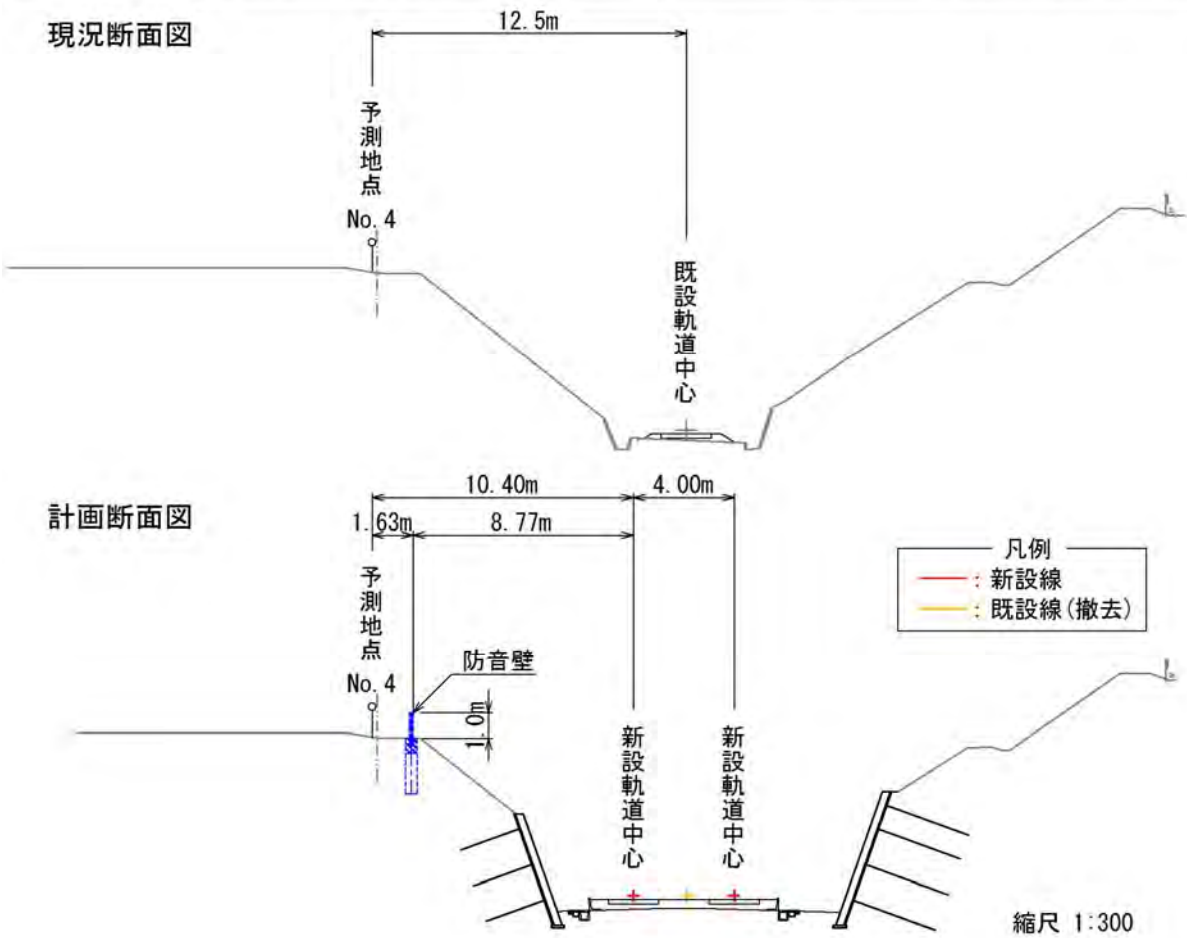 現況断面図
12.5m
予測地点
No.4
既設軌道中心
計画断面図
10.40m
4.00m
1.63m
8.77m
予測地点
No.4
防音壁
1.0m
新設軌道中心
新設軌道中心
凡例
：新設線
：既設線(撤去)
縮尺 1:300